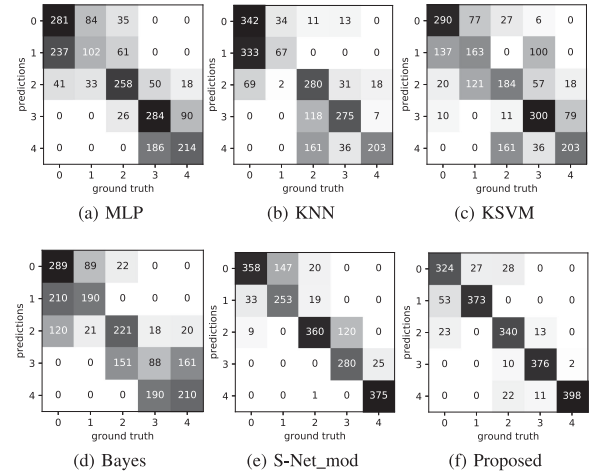 0 281 84 35 0 0
1 237 102 61 0 0
2 41 33 258 50 18
3 0 0 26 284 90
4 0 0 0 186 214
0 1 2 3 4
predictions
ground truth
(a) MLP
0 342 34 11 13 0
1 333 67 0 0 0
2 69 2 280 31 18
3 0 0 118 275 7
4 0 0 161 36 203
0 1 2 3 4
ground truth
(b) KNN
0 290 77 27 6 0
1 137 163 0 100 0
2 20 121 184 57 18
3 10 0 11 300 79
4 0 0 161 36 203
0 1 2 3 4
ground truth
(c) KSVM
0 289 89 22 0 0
1 210 190 0 0 0
2 120 21 221 18 20
3 0 0 151 88 161
4 0 0 0 190 210
0 1 2 3 4
predictions
ground truth
(d) Bayes
0 358 147 20 0 0
1 33 253 19 0 0
2 9 0 360 120 0
3 0 0 0 280 25
4 0 0 1 0 375
0 1 2 3 4
ground truth
(e) S-Net_mod
0 324 27 28 0 0
1 53 373 0 0 0
2 23 0 340 13 0
3 0 0 10 376 2
4 0 0 22 11 398
0 1 2 3 4
ground truth
(f) Proposed